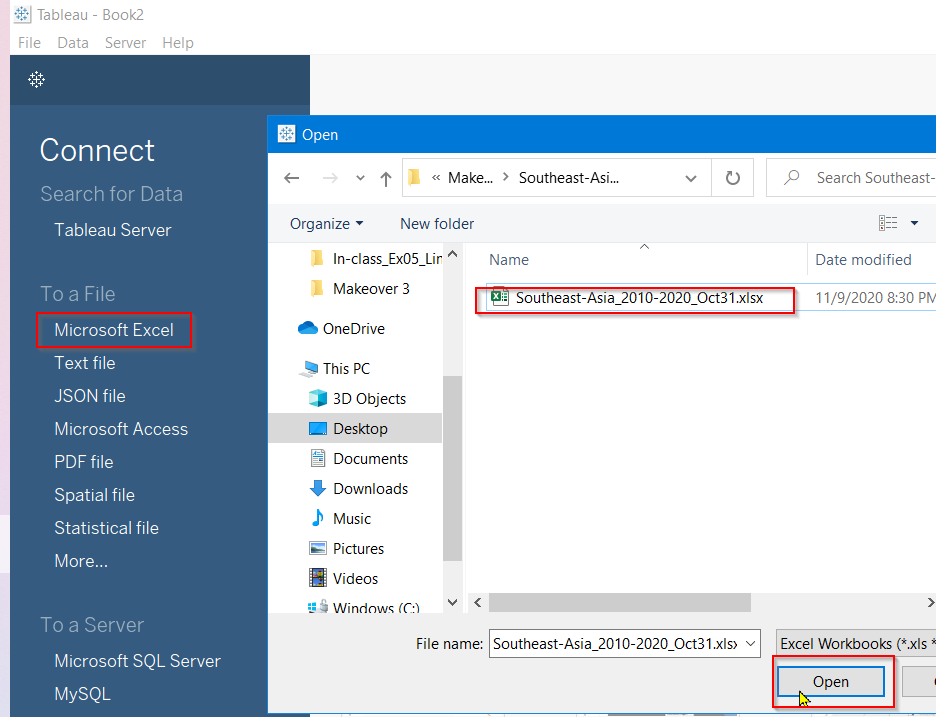 Tableau - Book2
File Data Server Help
Connect
Search for Data
Tableau Server
To a File
Microsoft Excel
Text file
JSON file
Microsoft Access
PDF file
Spatial file
Statistical file
More...
To a Server
Microsoft SQL Server
MySQL
Open
« Make... > Southeast-Asi...
Search Southeast-
Organize
New folder
In-class_Ex05_Lin
Makeover 3
OneDrive
This PC
3D Objects
Desktop
Documents
Downloads
Music
Pictures
Videos
Windows (C:)
Name
Date modified
Southeast-Asia_2010-2020_Oct31.xlsx
11/9/2020 8:30 PM
File name:
Southeast-Asia_2010-2020_Oct31.xlsx
Excel Workbooks (*.xls *
Open